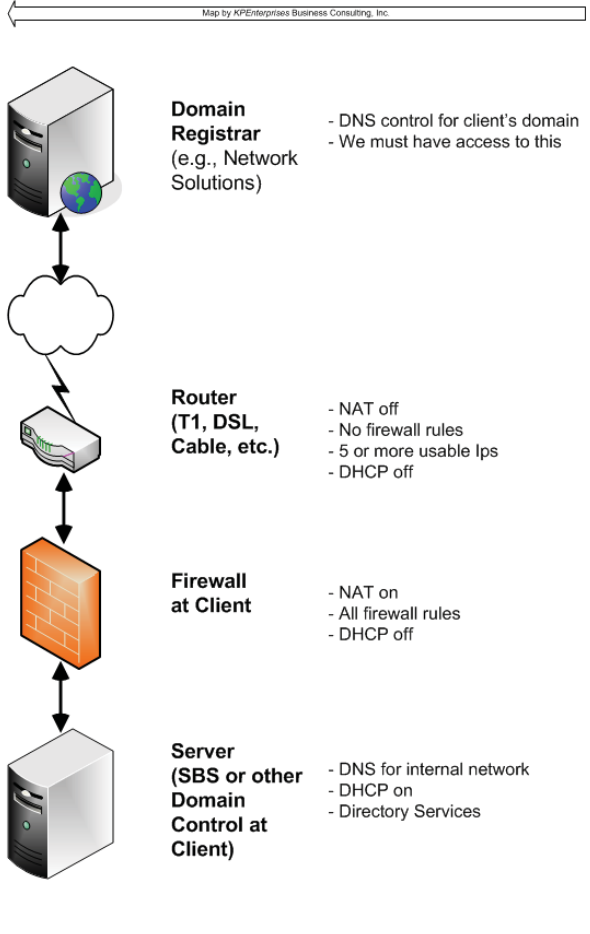 Map by KPEnterprises Business Consulting, Inc.
Domain
Registrar
(e.g., Network
Solutions)
- DNS control for client's domain
- We must have access to this
Router
(T1, DSL,
Cable, etc.)
- NAT off
- No firewall rules
- 5 or more usable Ips
- DHCP off
Firewall
at Client
- NAT on
- All firewall rules
- DHCP off
Server
(SBS or other
Domain
Control at
Client)
- DNS for internal network
- DHCP on
- Directory Services